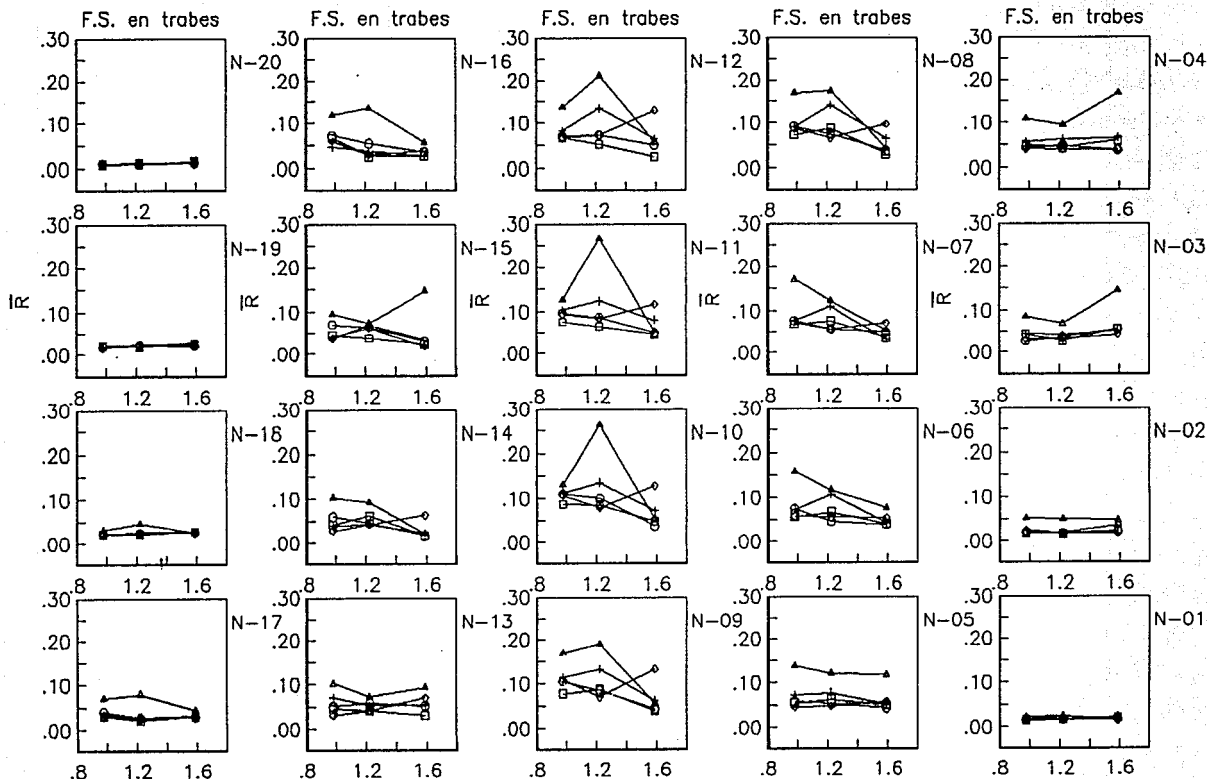 F.S. en trabes F.S. en trabes F.S. en trabes F.S. en trabes F.S. en trabes
.30 .30 .30 .30 .30
N-20 N-16 N-12 N-08 N-04
.20 .20 .20 .20 .20
.10 .10 .10 .10 .10
.00 .00 .00 .00 .00
.8 1.2 1.6 .8 1.2 1.6 .8 1.2 1.6 .8 1.2 1.6 .8 1.2 1.6
.30 .30 .30 .30 .30
N-19 N-15 N-11 N-07 N-03
.20 .20 .20 .20 .20
R̅ R̅ R̅ R̅ R̅
.10 .10 .10 .10 .10
.00 .00 .00 .00 .00
.8 1.2 1.6 .8 1.2 1.6 .8 1.2 1.6 .8 1.2 1.6 .8 1.2 1.6
.30 .30 .30 .30 .30
N-18 N-14 N-10 N-06 N-02
.20 .20 .20 .20 .20
.10 .10 .10 .10 .10
.00 .00 .00 .00 .00
.8 1.2 1.6 .8 1.2 1.6 .8 1.2 1.6 .8 1.2 1.6 .8 1.2 1.6
.30 .30 .30 .30 .30
N-17 N-13 N-09 N-05 N-01
.20 .20 .20 .20 .20
.10 .10 .10 .10 .10
.00 .00 .00 .00 .00
.8 1.2 1.6 .8 1.2 1.6 .8 1.2 1.6 .8 1.2 1.6 .8 1.2 1.6